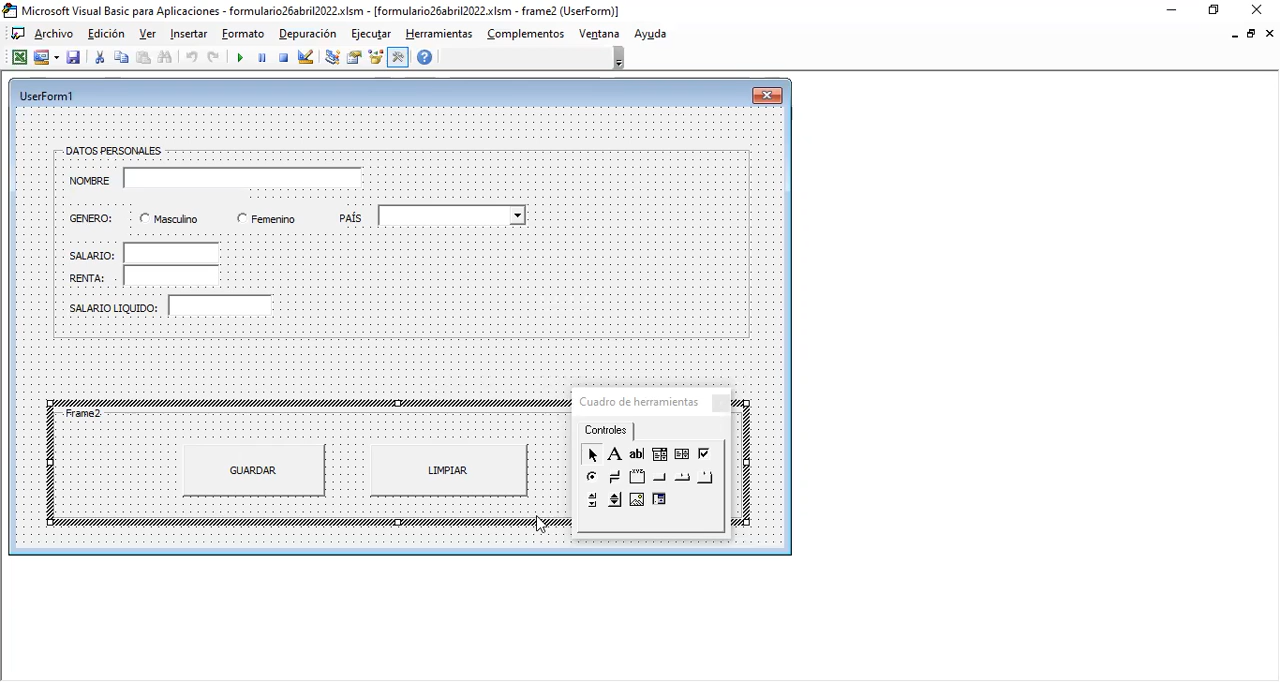 Microsoft Visual Basic para Aplicaciones - formulario26abril2022.xlsm - [formulario26abril2022.xlsm - frame2 (UserForm)]
Archivo Edición Ver Insertar Formato Depuración Ejecutar Herramientas Complementos Ventana Ayuda
UserForm1
DATOS PERSONALES
NOMBRE
GENERO: Masculino Femenino PAÍS
SALARIO:
RENTA:
SALARIO LIQUIDO:
Cuadro de herramientas
Frame2
Controles
A ab|
GUARDAR LIMPIAR